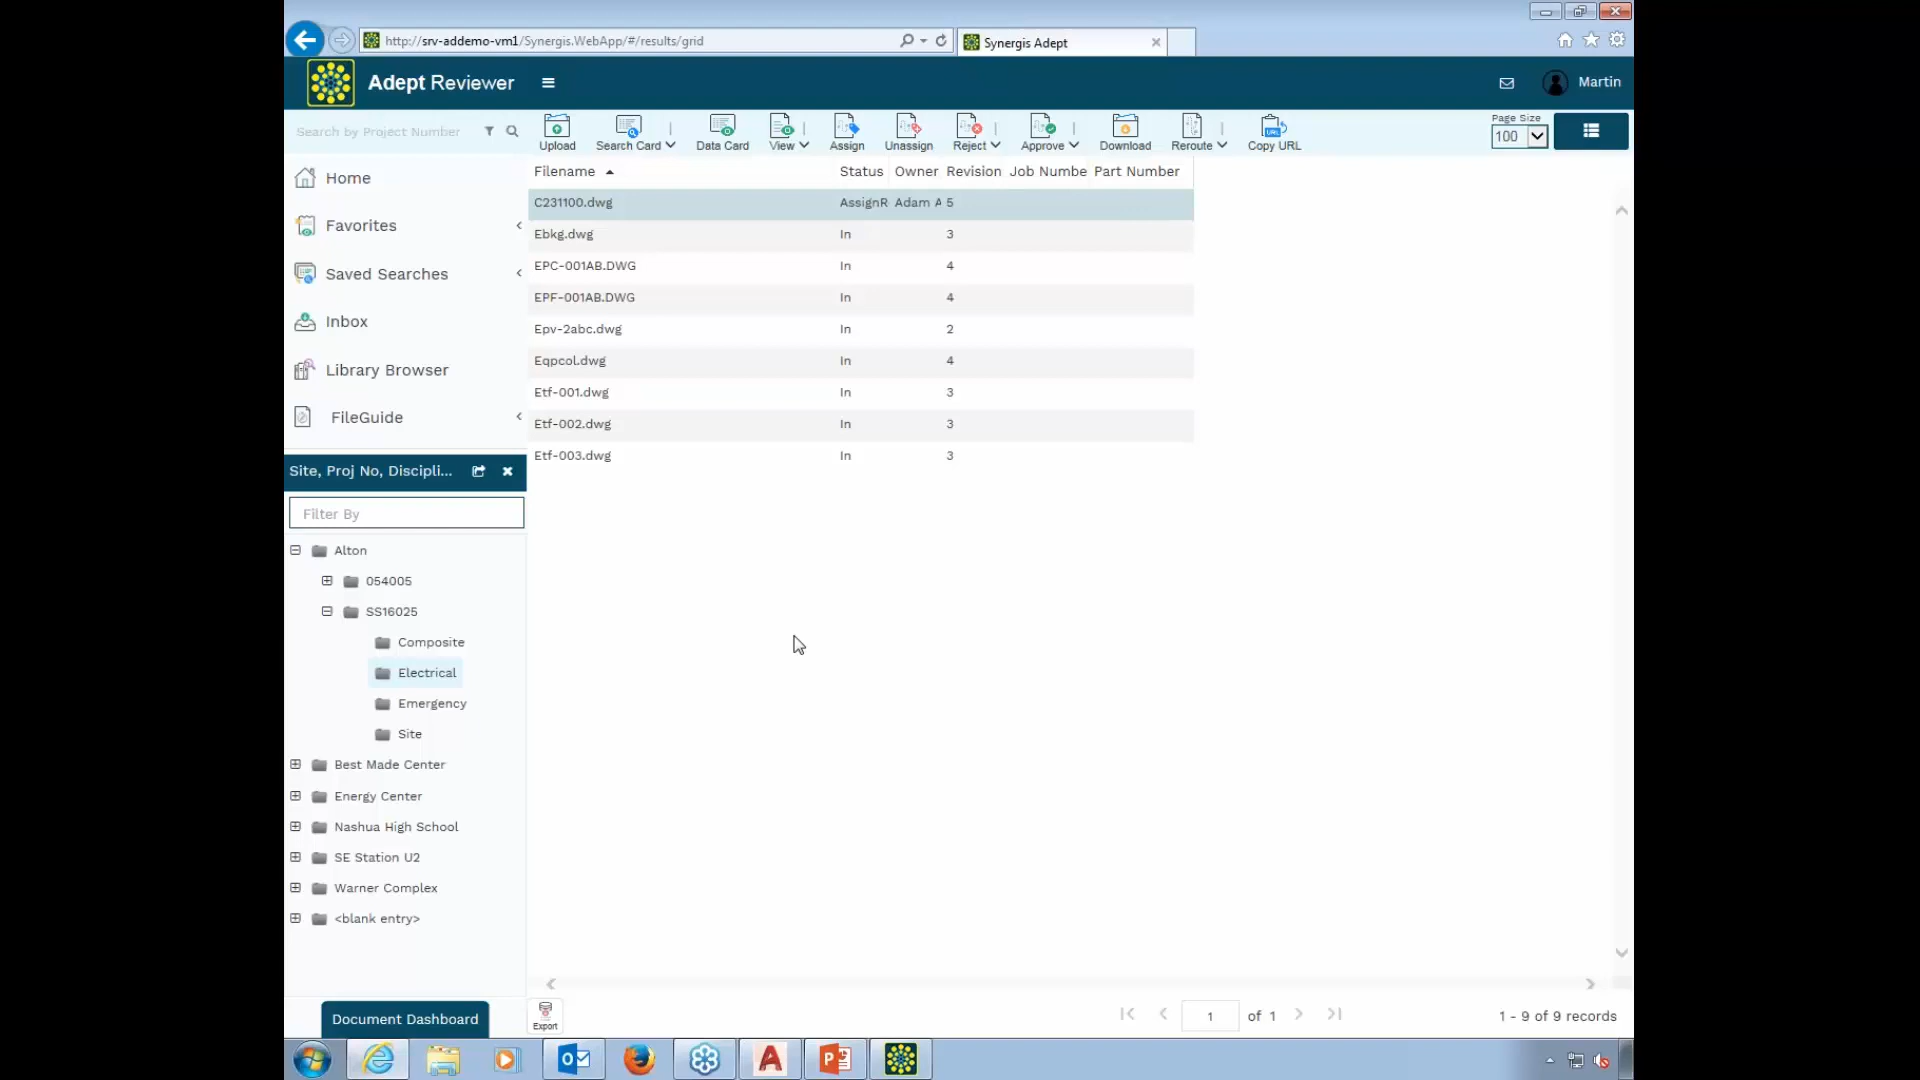 http://srv-addemo-vm1/Synergis.WebApp/#/results/grid
Synergis Adept
Adept Reviewer
Martin
Search by Project Number
Upload
Search Card
Data Card
View
Assign
Unassign
Reject
Approve
Download
Reroute
URL
Copy URL
Page Size
100
Home
Favorites
Saved Searches
Inbox
Library Browser
FileGuide
Filename Status Owner Revision Job Numbe Part Number
C231100.dwg AssignR Adam A 5
Ebkg.dwg In 3
EPC-001AB.DWG In 4
EPF-001AB.DWG In 4
Epv-2abc.dwg In 2
Eqpcol.dwg In 4
Etf-001.dwg In 3
Etf-002.dwg In 3
Etf-003.dwg In 3
Site, Proj No, Discipli...
Filter By
Alton
054005
SS16025
Composite
Electrical
Emergency
Site
Best Made Center
Energy Center
Nashua High School
SE Station U2
Warner Complex
<blank entry>
Document Dashboard
Export
1 of 1
1 - 9 of 9 records